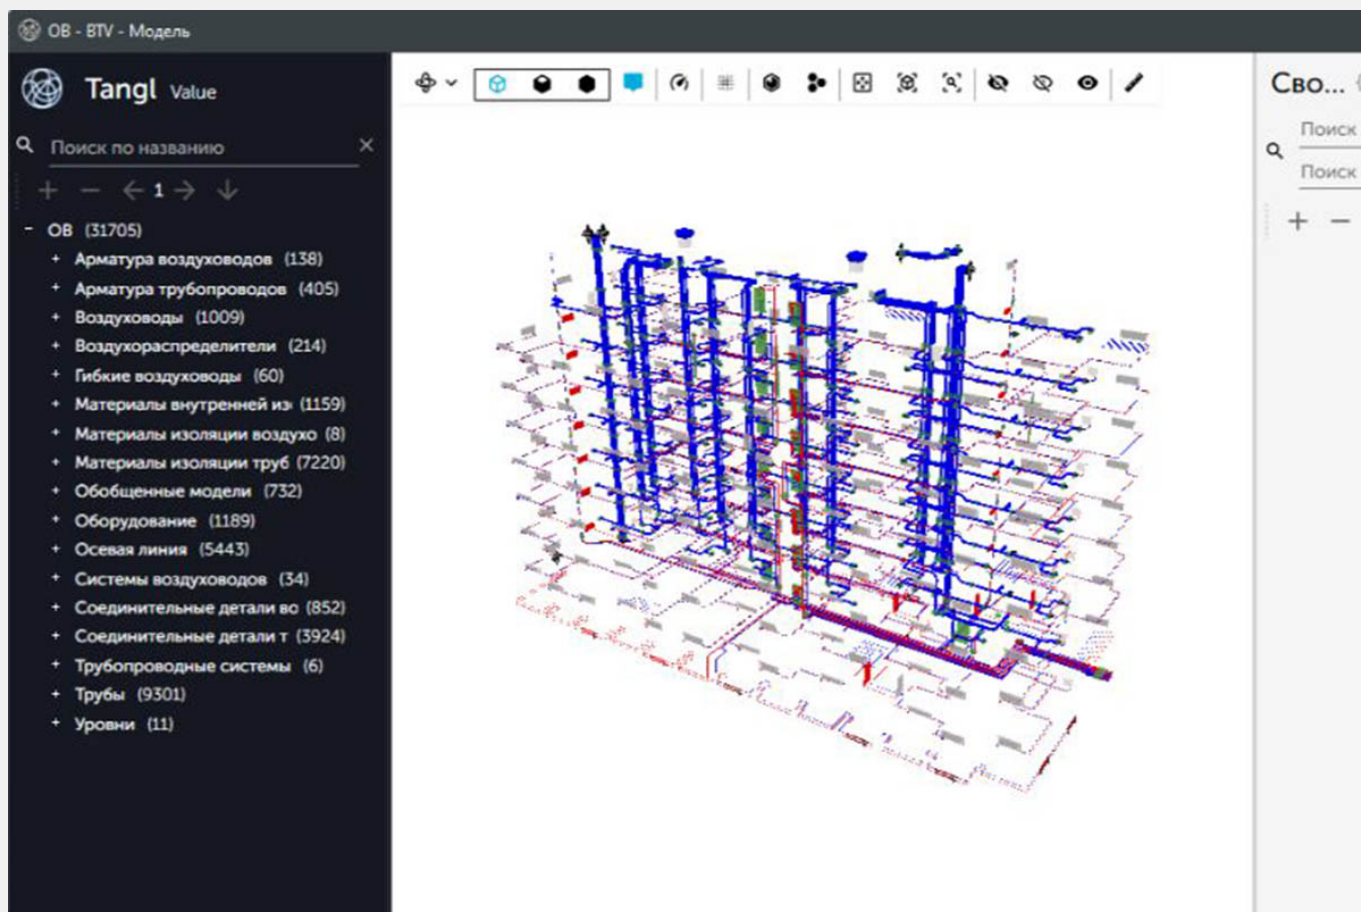 ОВ - BTV - Модель
Tangl Value
Поиск по названию
1
ОВ (31705)
Арматура воздуховодов (138)
Арматура трубопроводов (405)
Воздуховоды (1009)
Воздухораспределители (214)
Гибкие воздуховоды (60)
Материалы внутренней из (1159)
Материалы изоляции воздухо (8)
Материалы изоляции труб (7220)
Обобщенные модели (732)
Оборудование (1189)
Осевая линия (5443)
Системы воздуховодов (34)
Соединительные детали во (852)
Соединительные детали т (3924)
Трубопроводные системы (6)
Трубы (9301)
Уровни (11)
Сво...
Поиск
Поиск